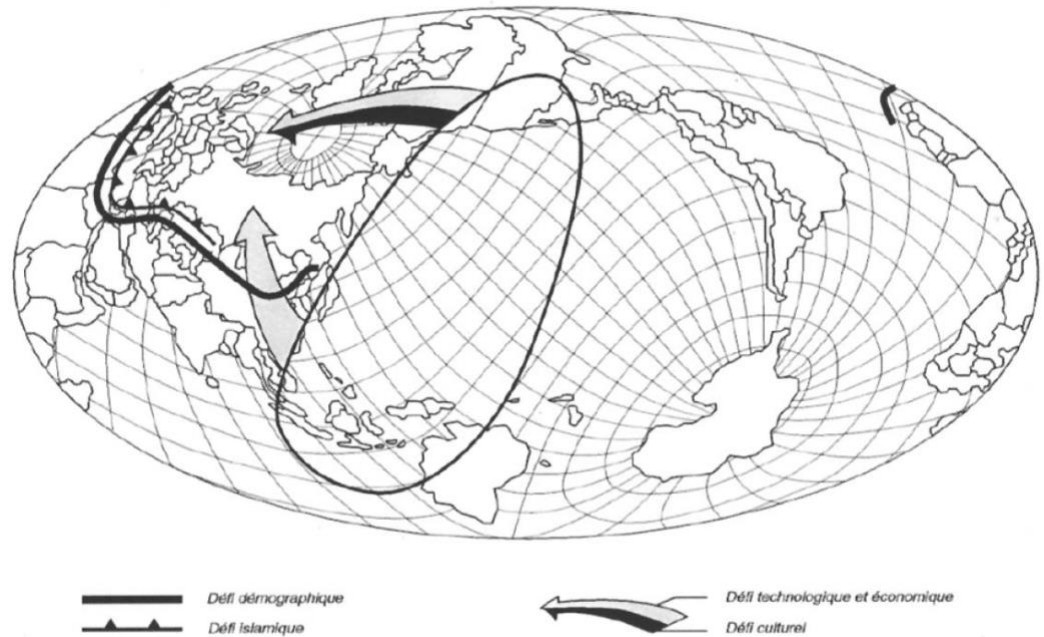 Défi démographique
Défi islamique
Défi technologique et économique
Défi culturel